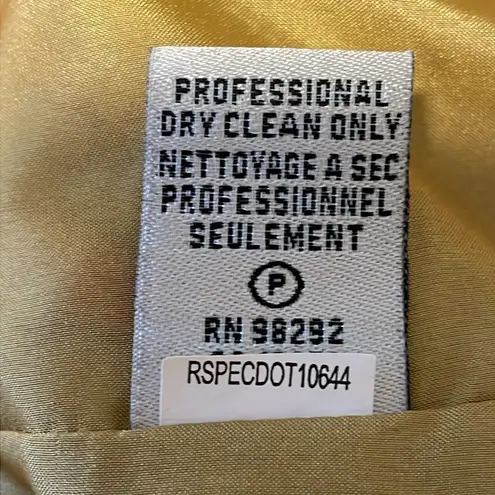 PROFESSIONAL
DRY CLEAN ONLY
NETTOYAGE A SEC
PROFESSIONNEL
SEULEMENT
P
RN 98292
RSPECDOT10644